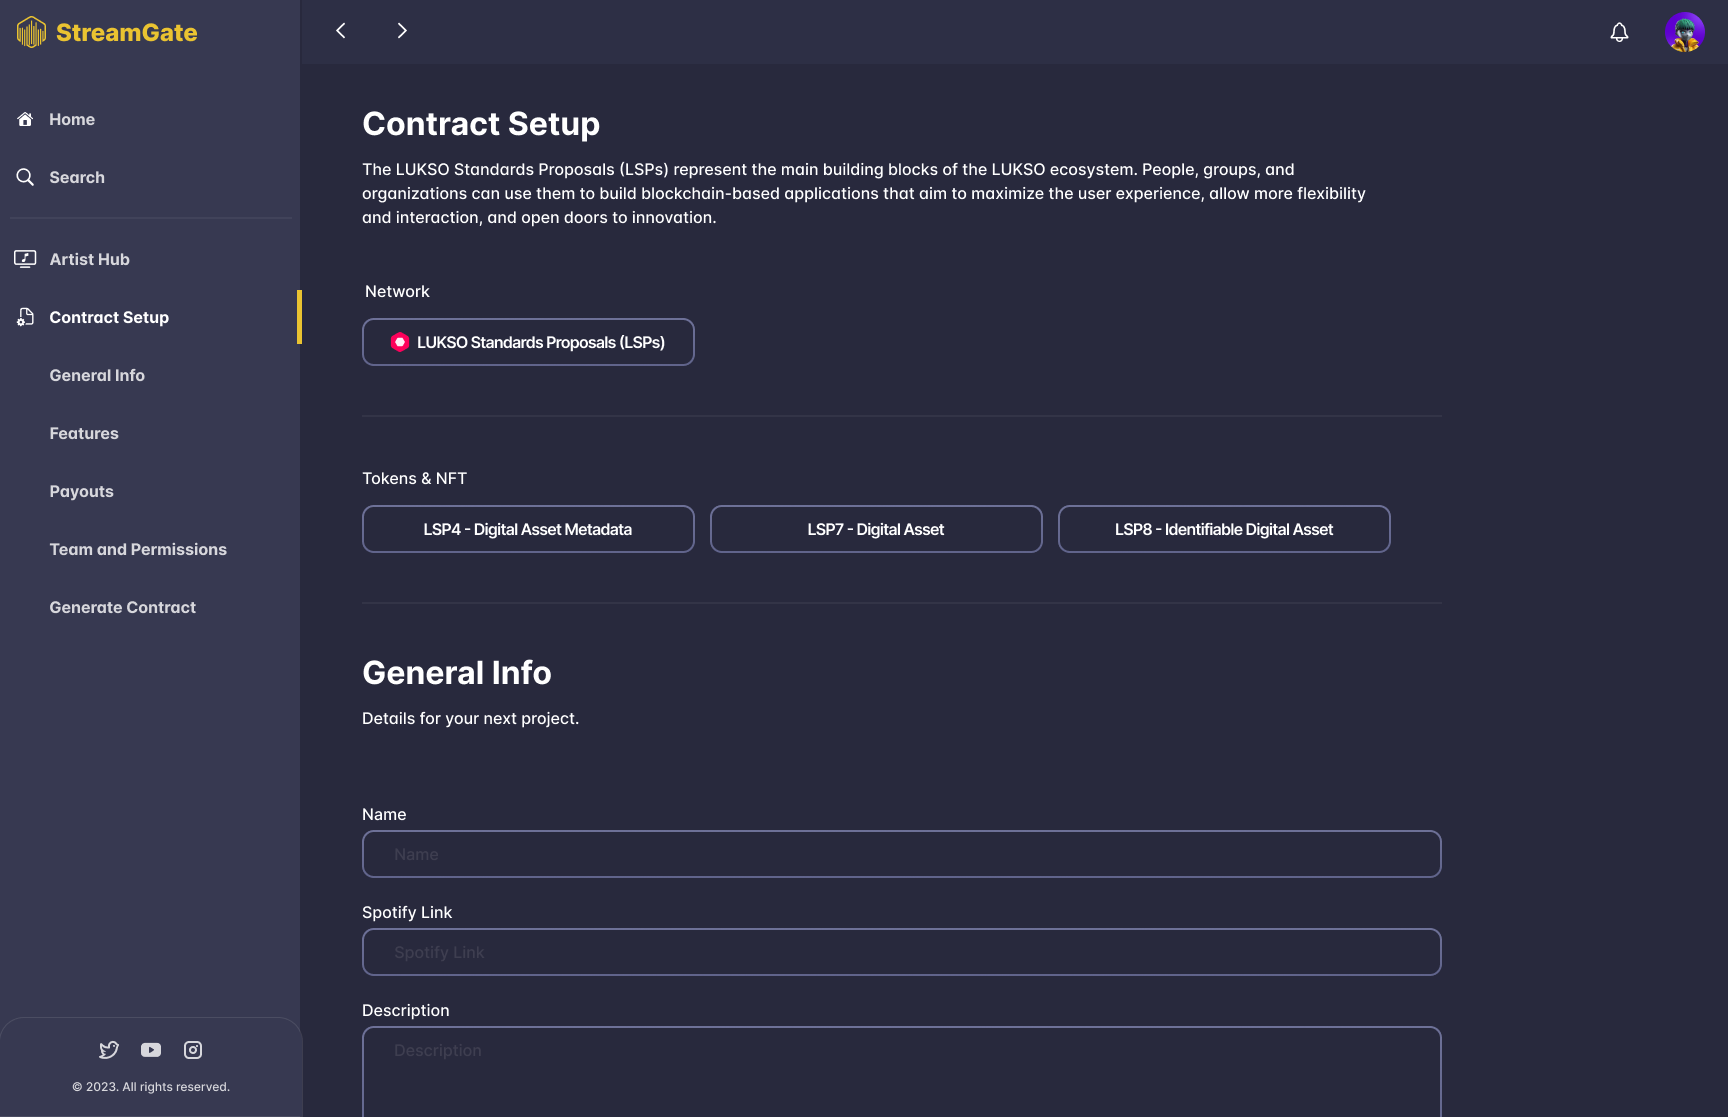 StreamGate
Home
Search
Artist Hub
Contract Setup
General Info
Features
Payouts
Team and Permissions
Generate Contract
© 2023. All rights reserved.
Contract Setup
The LUKSO Standards Proposals (LSPs) represent the main building blocks of the LUKSO ecosystem. People, groups, and
organizations can use them to build blockchain-based applications that aim to maximize the user experience, allow more flexibility
and interaction, and open doors to innovation.
Network
LUKSO Standards Proposals (LSPs)
Tokens & NFT
LSP4 - Digital Asset Metadata
LSP7 - Digital Asset
LSP8 - Identifiable Digital Asset
General Info
Details for your next project.
Name
Name
Spotify Link
Spotify Link
Description
Description